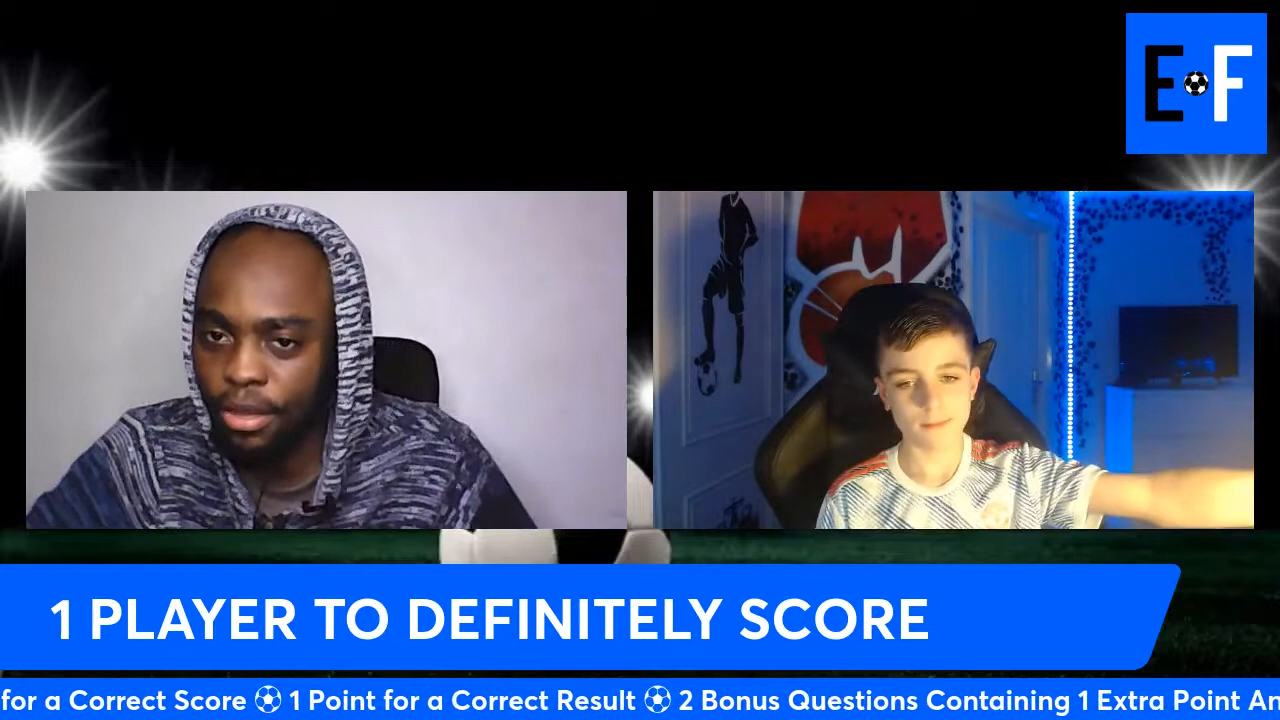 E F
1 PLAYER TO DEFINITELY SCORE
for a Correct Score ⚽ 1 Point for a Correct Result ⚽ 2 Bonus Questions Containing 1 Extra Point An